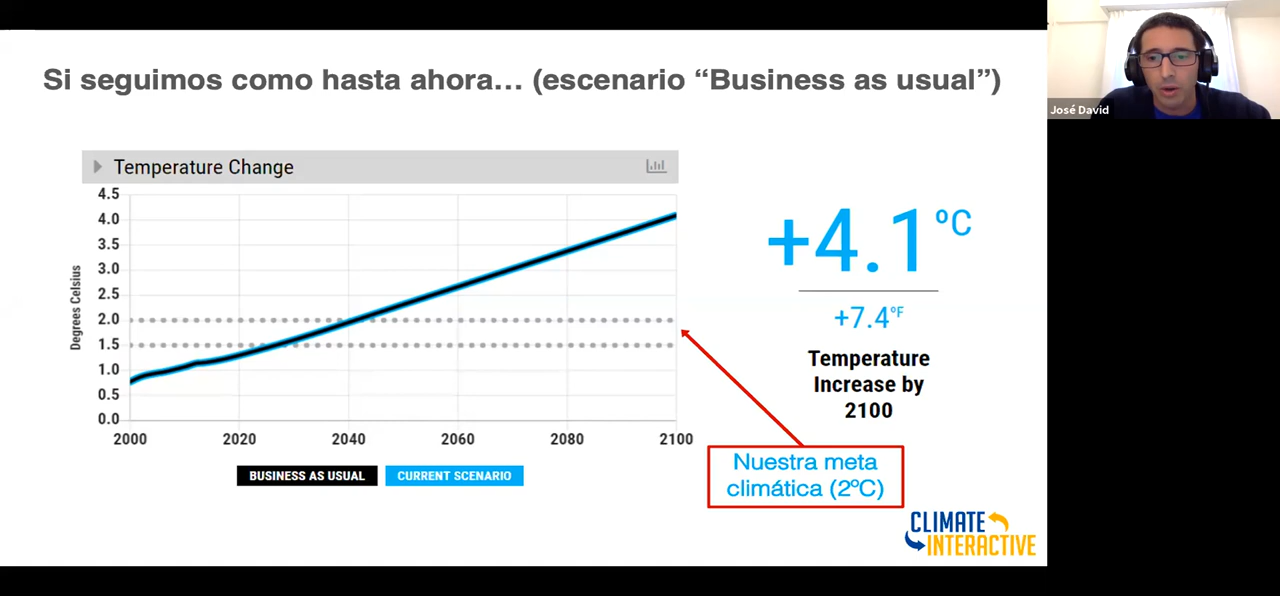 Si seguimos como hasta ahora… (escenario “Business as usual”)
José David
Temperature Change
4.5
4.0
3.5
3.0
2.5
2.0
1.5
1.0
0.5
0.0
Degrees Celsius
2000 2020 2040 2060 2080 2100
BUSINESS AS USUAL CURRENT SCENARIO
+4.1 ºC
+7.4 ºF
Temperature
Increase by
2100
Nuestra meta
climática (2ºC)
CLIMATE
INTERACTIVE